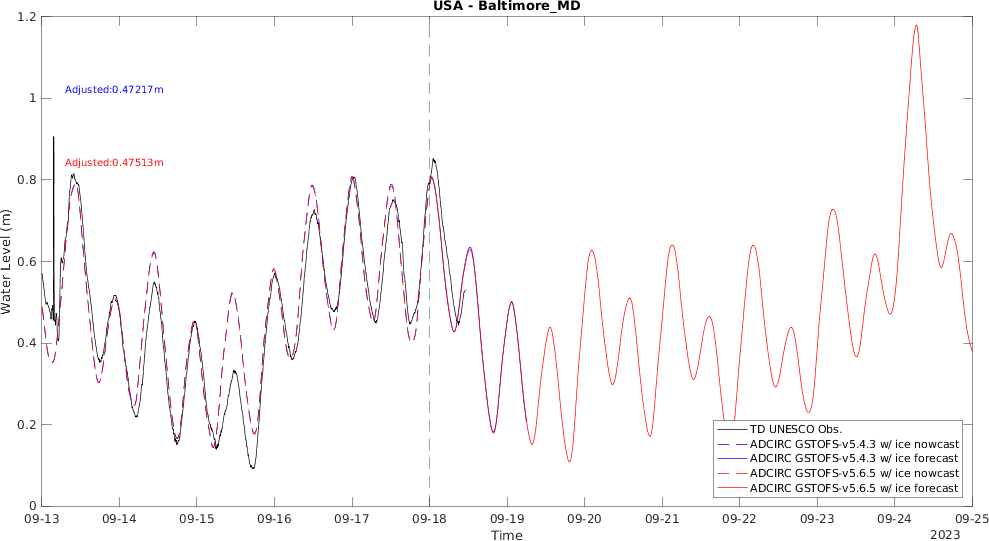 USA - Baltimore_MD
1.2
1
0.8
0.6
0.4
0.2
0
Water Level (m)
Adjusted:0.47217m
Adjusted:0.47513m
TD UNESCO Obs.
ADCIRC GSTOFS-v5.4.3 w/ ice nowcast
ADCIRC GSTOFS-v5.4.3 w/ ice forecast
ADCIRC GSTOFS-v5.6.5 w/ ice nowcast
ADCIRC GSTOFS-v5.6.5 w/ ice forecast
09-13 09-14 09-15 09-16 09-17 09-18 09-19 09-20 09-21 09-22 09-23 09-24 09-25
Time
2023